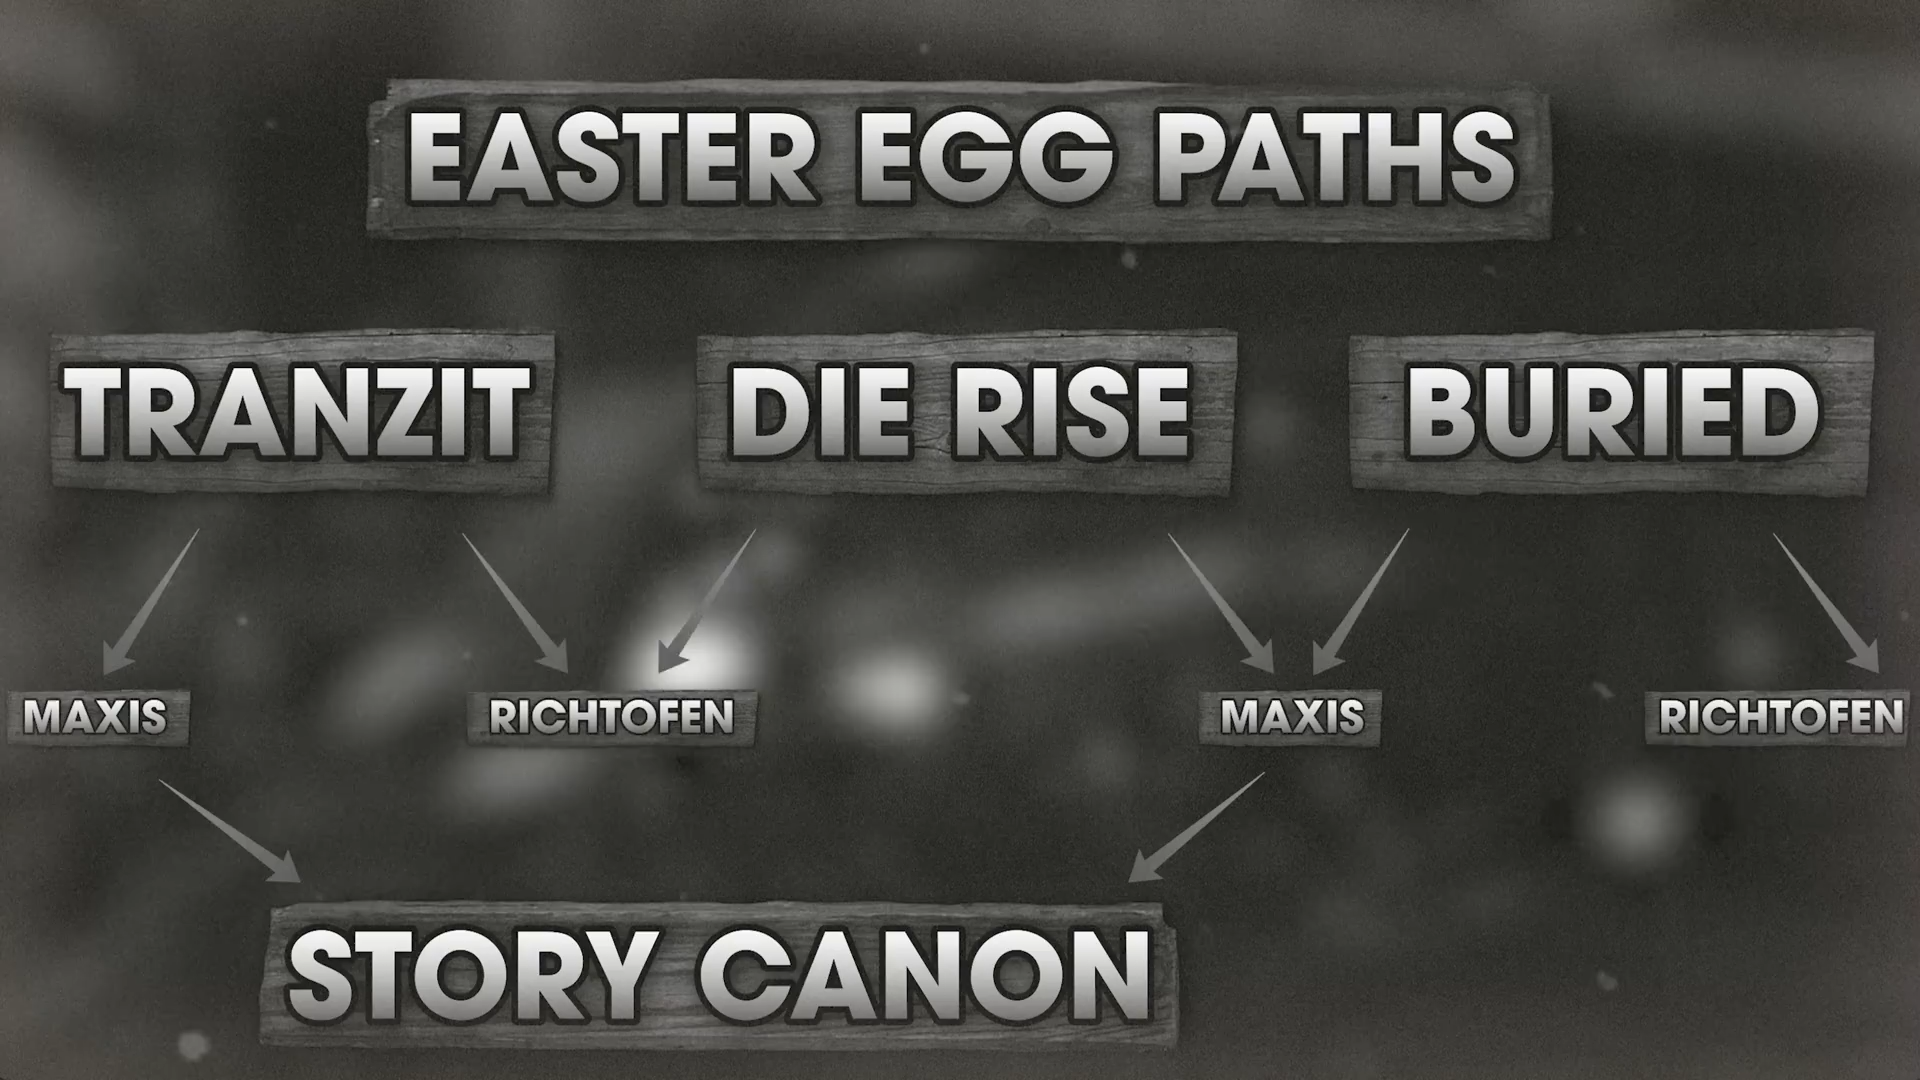 EASTER EGG PATHS
TRANZIT
DIE RISE
BURIED
MAXIS
RICHTOFEN
MAXIS
RICHTOFEN
STORY CANON